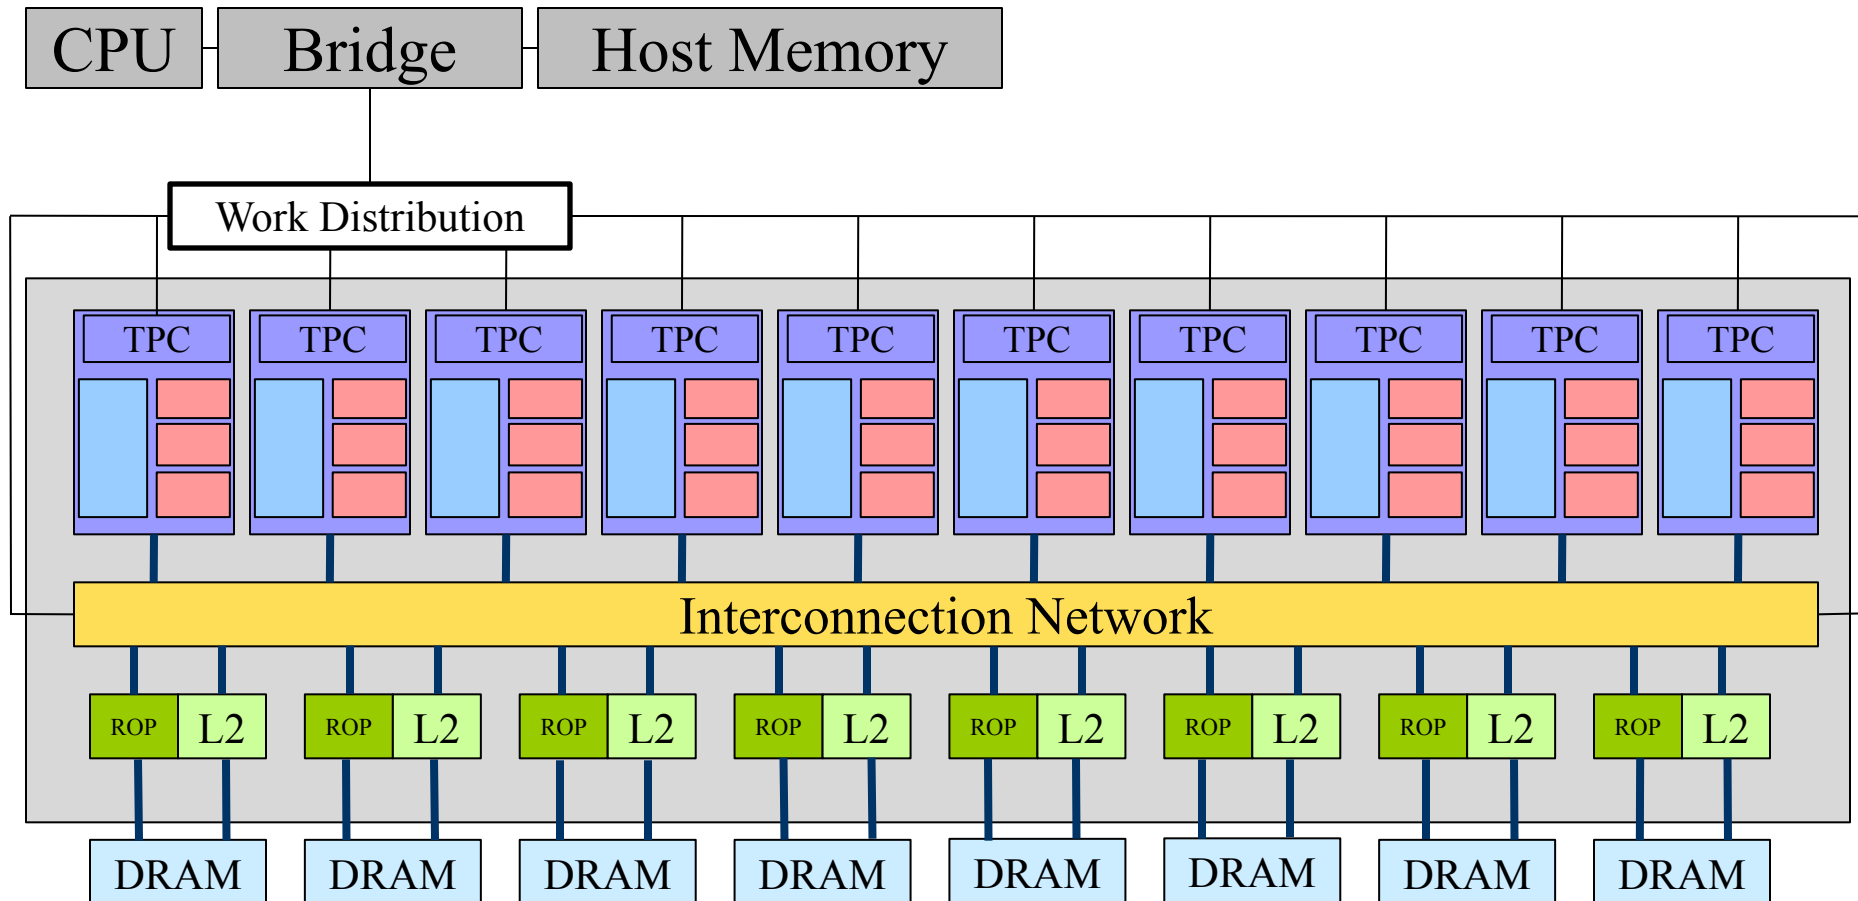 CPU Bridge Host Memory
Work Distribution
TPC TPC TPC TPC TPC TPC TPC TPC TPC TPC
Interconnection Network
ROP L2 ROP L2 ROP L2 ROP L2 ROP L2 ROP L2 ROP L2 ROP L2
DRAM DRAM DRAM DRAM DRAM DRAM DRAM DRAM